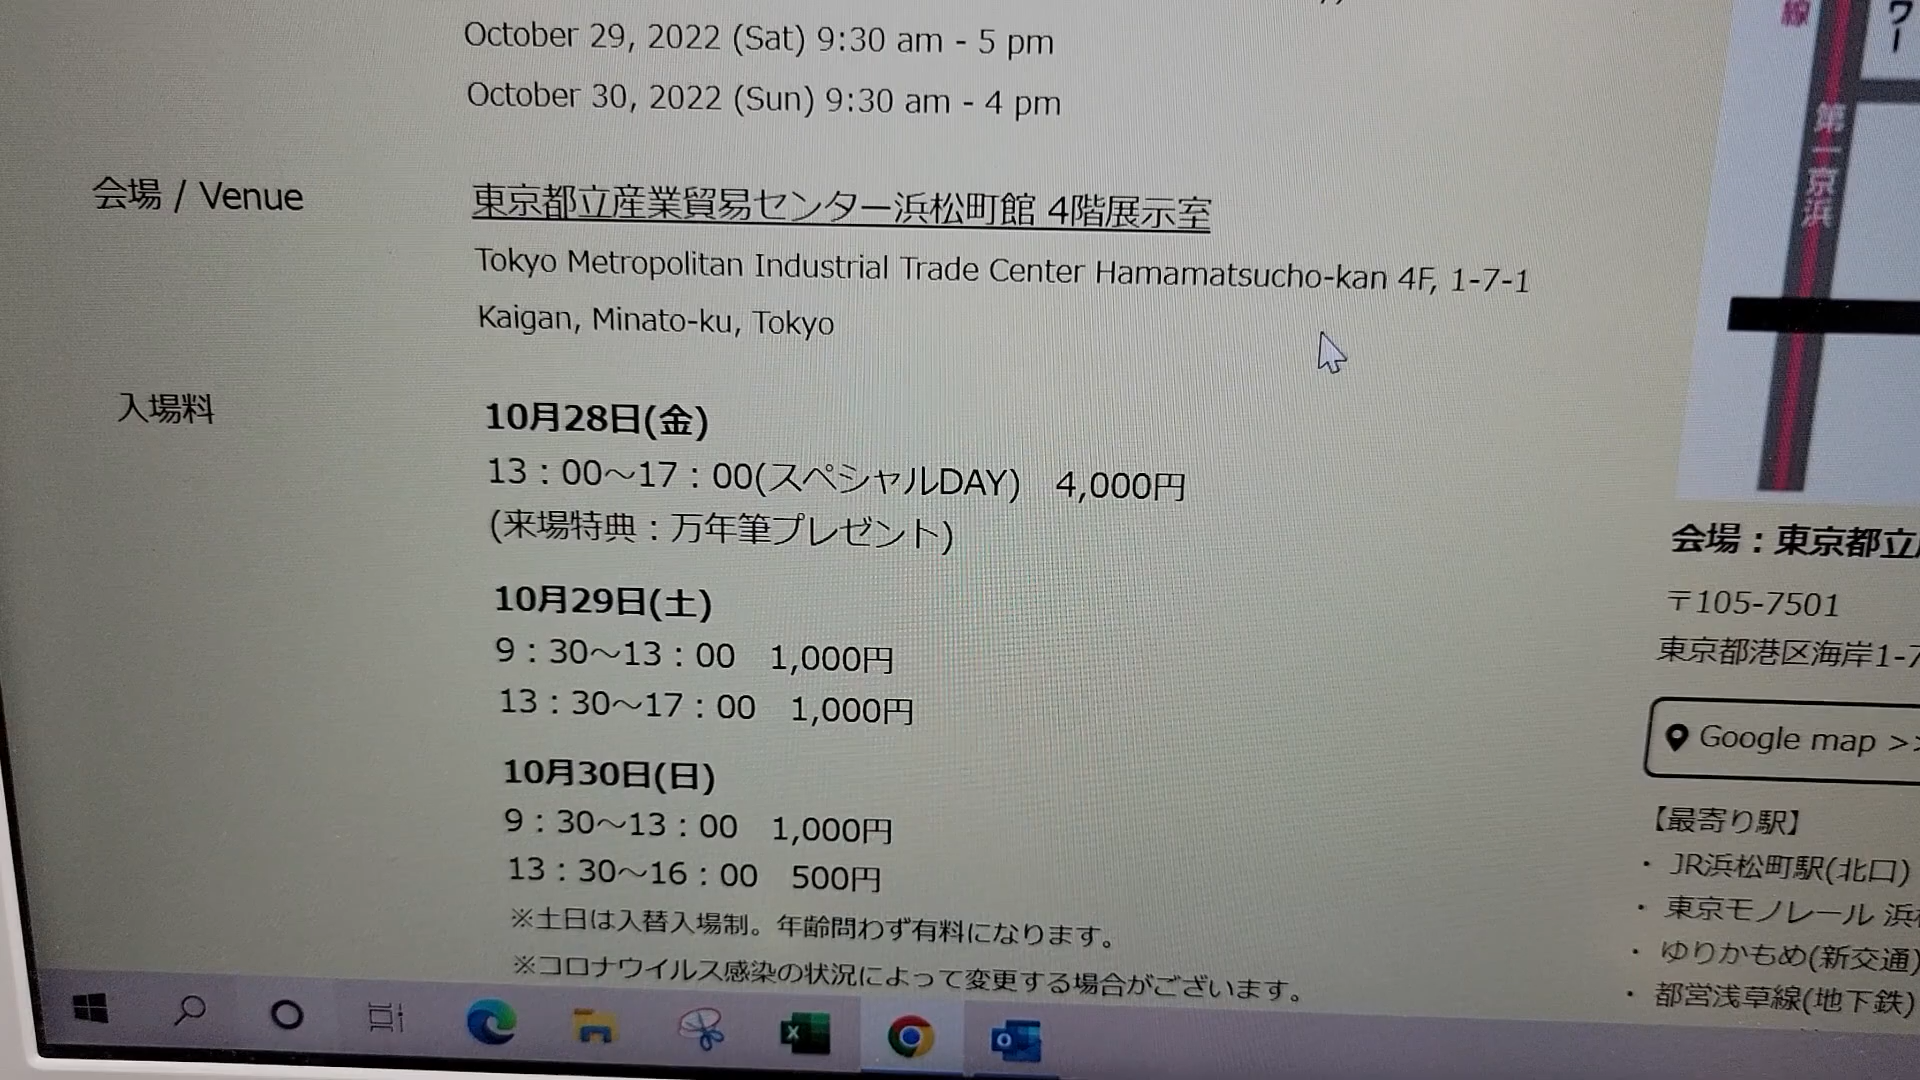 October 29, 2022 (Sat) 9:30 am - 5 pm
October 30, 2022 (Sun) 9:30 am - 4 pm
会場 / Venue
東京都立産業貿易センター浜松町館 4階展示室
Tokyo Metropolitan Industrial Trade Center Hamamatsucho-kan 4F, 1-7-1
Kaigan, Minato-ku, Tokyo
入場料
10月28日(金)
13：00～17：00(スペシャルDAY)　4,000円
(来場特典：万年筆プレゼント)
10月29日(土)
9：30～13：00　1,000円
13：30～17：00　1,000円
10月30日(日)
9：30～13：00　1,000円
13：30～16：00　500円
※土日は入替入場制。年齢問わず有料になります。
※コロナウイルス感染の状況によって変更する場合がございます。
線
ワー
第一京浜
会場：東京都立
〒105-7501
東京都港区海岸1-7
Google map >>
【最寄り駅】
・ JR浜松町駅(北口)
・ 東京モノレール 浜
・ ゆりかもめ(新交通)
・ 都営浅草線(地下鉄)